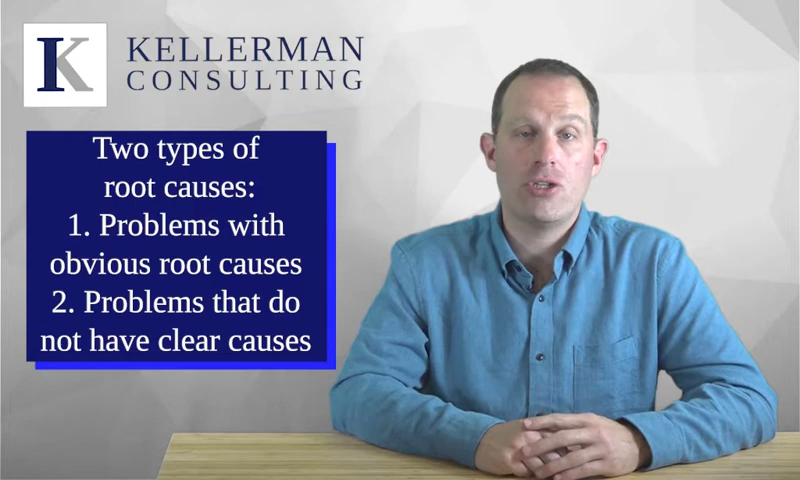 KELLERMAN
CONSULTING
IK
Two types of
root causes:
1. Problems with
obvious root causes
2. Problems that do
not have clear causes